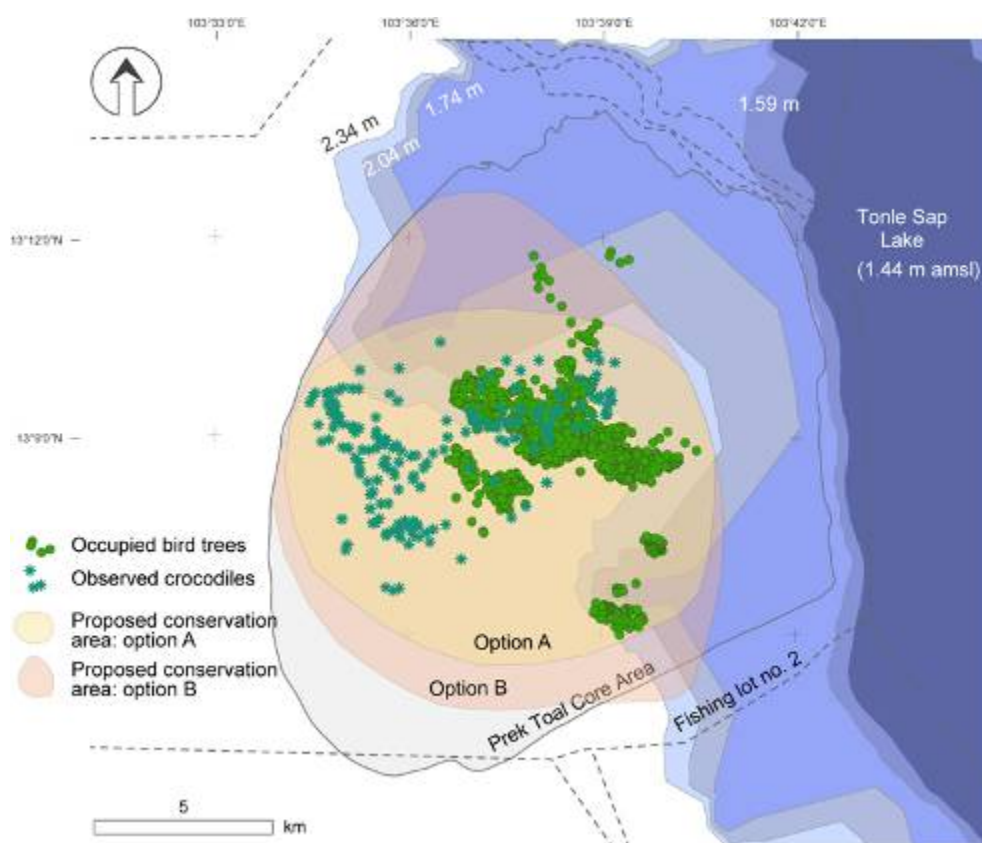 103°33'0"E
103°36'0"E
103°39'0"E
103°42'0"E
2.34 m
1.74 m
2.04 m
1.59 m
Tonle Sap
Lake
(1.44 m amsl)
13°12'0"N
13°9'0"N
Occupied bird trees
Observed crocodiles
Proposed conservation
area: option A
Proposed conservation
area: option B
Option A
Option B
Prek Toal Core Area
Fishing lot no. 2
5
km